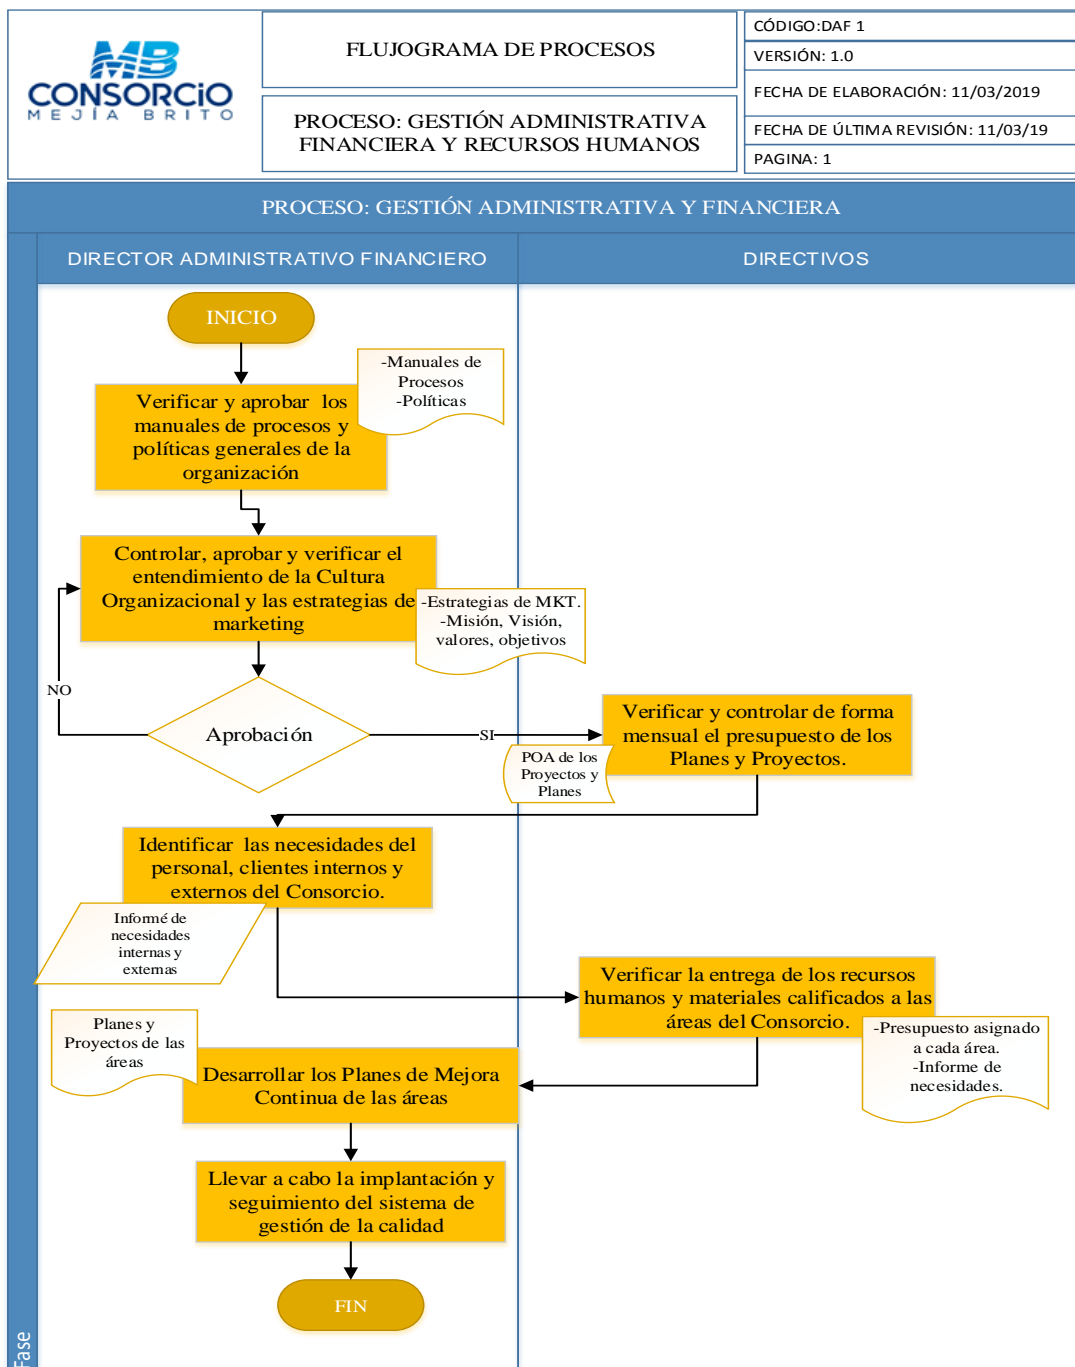 MB
CONSORCIO
MEJÍA BRITO
FLUJOGRAMA DE PROCESOS
PROCESO: GESTIÓN ADMINISTRATIVA
FINANCIERA Y RECURSOS HUMANOS
CÓDIGO:DAF 1
VERSIÓN: 1.0
FECHA DE ELABORACIÓN: 11/03/2019
FECHA DE ÚLTIMA REVISIÓN: 11/03/19
PAGINA: 1
PROCESO: GESTIÓN ADMINISTRATIVA Y FINANCIERA
DIRECTOR ADMINISTRATIVO FINANCIERO
DIRECTIVOS
INICIO
-Manuales de
Procesos
-Políticas
Verificar y aprobar los
manuales de procesos y
políticas generales de la
organización
Controlar, aprobar y verificar el
entendimiento de la Cultura
Organizacional y las estrategias de
marketing
-Estrategias de MKT.
-Misión, Visión,
valores, objetivos
NO
Aprobación
SI
Verificar y controlar de forma
mensual el presupuesto de los
Planes y Proyectos.
POA de los
Proyectos y
Planes
Identificar las necesidades del
personal, clientes internos y
externos del Consorcio.
Informé de
necesidades
internas y
externas
Verificar la entrega de los recursos
humanos y materiales calificados a las
áreas del Consorcio.
-Presupuesto asignado
a cada área.
-Informe de
necesidades.
Planes y
Proyectos de las
áreas
Desarrollar los Planes de Mejora
Continua de las áreas
Llevar a cabo la implantación y
seguimiento del sistema de
gestión de la calidad
FIN
Fase